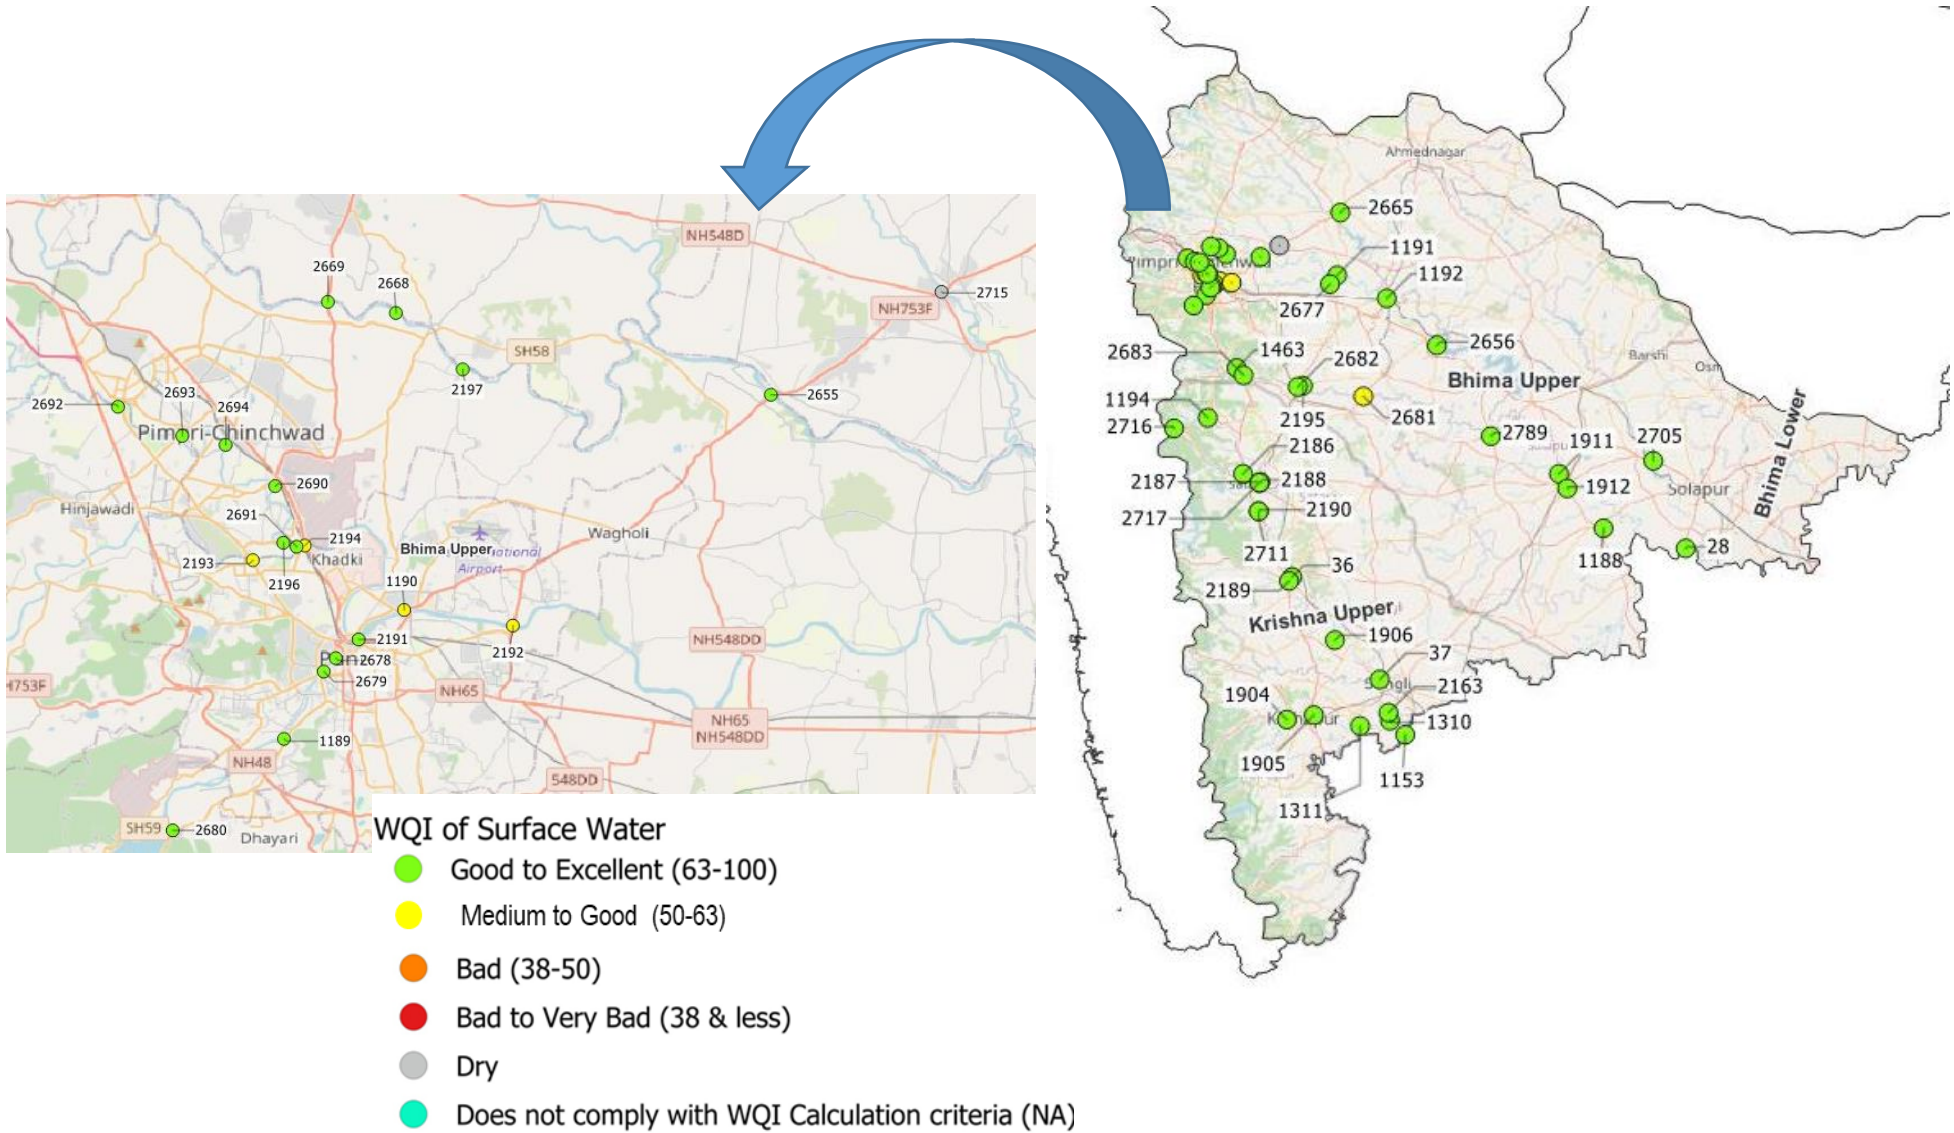 NH548D
2669
2668
2715
NH753F
SH58
2197
2655
2692
2693
2694
Pimpri-Chinchwad
2690
Hinjawadi
2691
2194
Khadki
2193
2196
Bhima Upper
Airport
Wagholi
1190
2191
2192
2678
2679
NH548DD
NH65
NH65
NH548DD
1189
NH48
548DD
SH59
2680
Dhayari
Ahmednagar
2665
1191
1192
2677
2656
2683
1463
2682
Bhima Upper
Barshi
1194
2195
2681
2716
2789
1911
2705
2186
2187
2188
1912
Solapur
Bhima Lower
2717
2190
2711
1188
28
36
2189
Krishna Upper
1906
37
2163
1904
1310
1905
1153
1311
WQI of Surface Water
Good to Excellent (63-100)
Medium to Good (50-63)
Bad (38-50)
Bad to Very Bad (38 & less)
Dry
Does not comply with WQI Calculation criteria (NA)